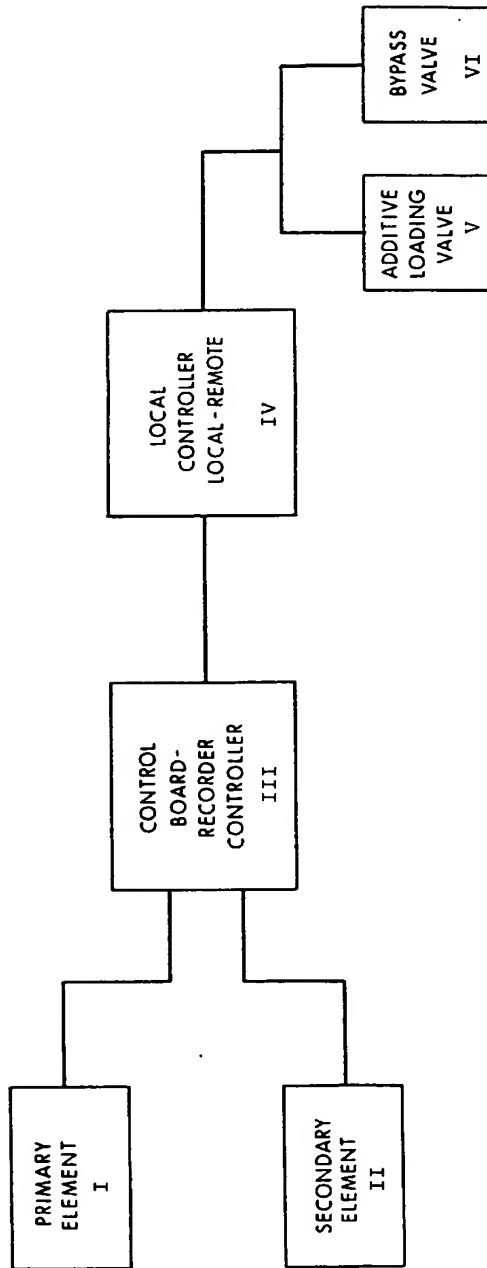 PRIMARY
ELEMENT
I
SECONDARY
ELEMENT
II
CONTROL
BOARD-
RECORDER
CONTROLLER
III
LOCAL
CONTROLLER
LOCAL-REMOTE
IV
ADDITIVE
LOADING
VALVE
V
BYPASS
VALVE
VI